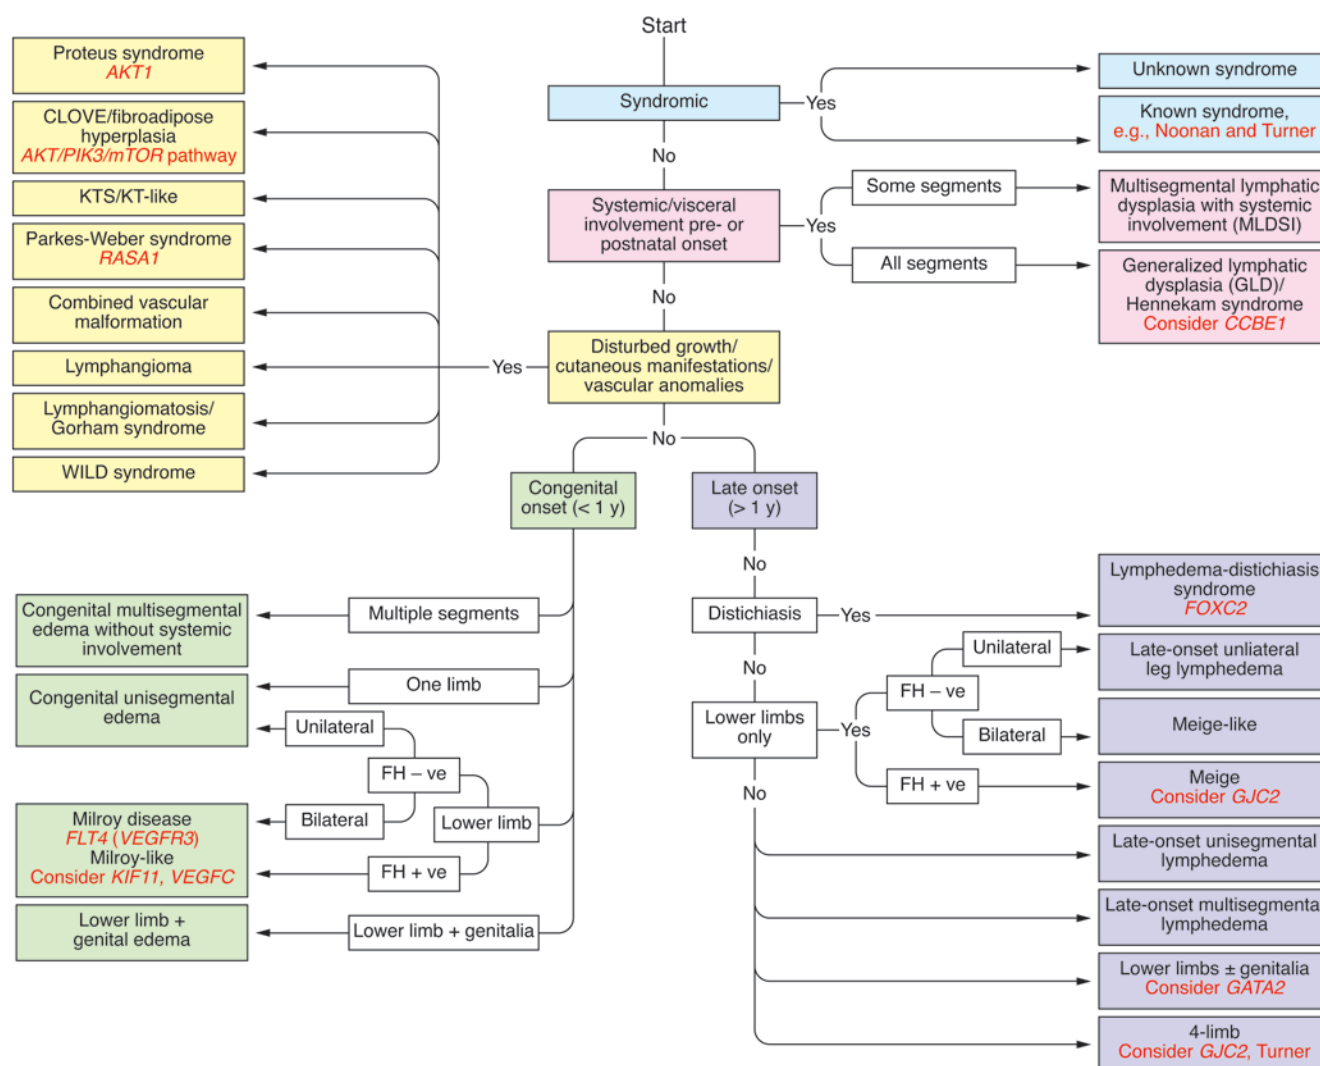 Start
Syndromic
Yes
Unknown syndrome
Known syndrome,
e.g., Noonan and Turner
No
Systemic/visceral
involvement pre- or
postnatal onset
Yes
Some segments
Multisegmental lymphatic
dysplasia with systemic
involvement (MLDSI)
All segments
Generalized lymphatic
dysplasia (GLD)/
Hennekam syndrome
Consider CCBE1
No
Disturbed growth/
cutaneous manifestations/
vascular anomalies
Yes
Proteus syndrome
AKT1
CLOVE/fibroadipose
hyperplasia
AKT/PIK3/mTOR pathway
KTS/KT-like
Parkes-Weber syndrome
RASA1
Combined vascular
malformation
Lymphangioma
Lymphangiomatosis/
Gorham syndrome
WILD syndrome
No
Congenital
onset (< 1 y)
Multiple segments
Congenital multisegmental
edema without systemic
involvement
One limb
Congenital unisegmental
edema
Unilateral
FH – ve
Bilateral
Lower limb
FH + ve
Milroy disease
FLT4 (VEGFR3)
Milroy-like
Consider KIF11, VEGFC
Lower limb + genitalia
Lower limb +
genital edema
Late onset
(> 1 y)
No
Distichiasis
Yes
Lymphedema-distichiasis
syndrome
FOXC2
No
Lower limbs
only
Yes
FH – ve
Unilateral
Late-onset unliateral
leg lymphedema
Bilateral
Meige-like
FH + ve
Meige
Consider GJC2
No
Late-onset unisegmental
lymphedema
Late-onset multisegmental
lymphedema
Lower limbs ± genitalia
Consider GATA2
4-limb
Consider GJC2, Turner